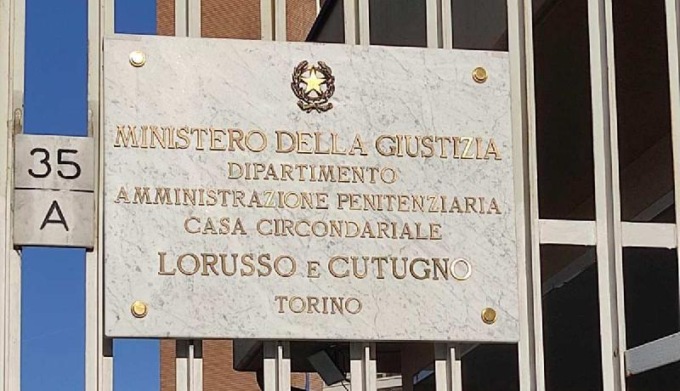 35
A
MINISTERO DELLA GIUSTIZIA
DIPARTIMENTO
AMMINISTRAZIONE PENITENZIARIA
CASA CIRCONDARIALE
LORUSSO E CUTUGNO
TORINO